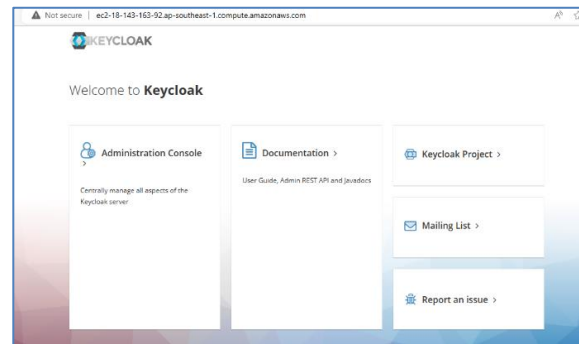 Not secure | ec2-18-143-163-92.ap-southeast-1.compute.amazonaws.com
KEYCLOAK
Welcome to Keycloak
Administration Console >
Centrally manage all aspects of the
Keycloak server
Documentation >
User Guide, Admin REST API and Javadocs
Keycloak Project >
Mailing List >
Report an issue >